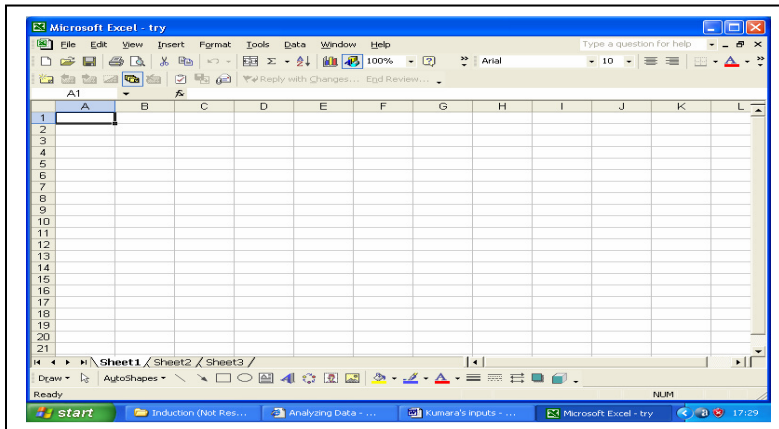 Microsoft Excel - try
File Edit View Insert Format Tools Data Window Help Type a question for help
100% Arial 10
Reply with Changes... End Review...
A1 fx
A B C D E F G H I J K L
1
2
3
4
5
6
7
8
9
10
11
12
13
14
15
16
17
18
19
20
21
Sheet1 Sheet2 Sheet3
Draw AutoShapes
Ready NUM
start Induction (Not Res... Analyzing Data - ... Kumara's inputs - ... Microsoft Excel - try 17:29